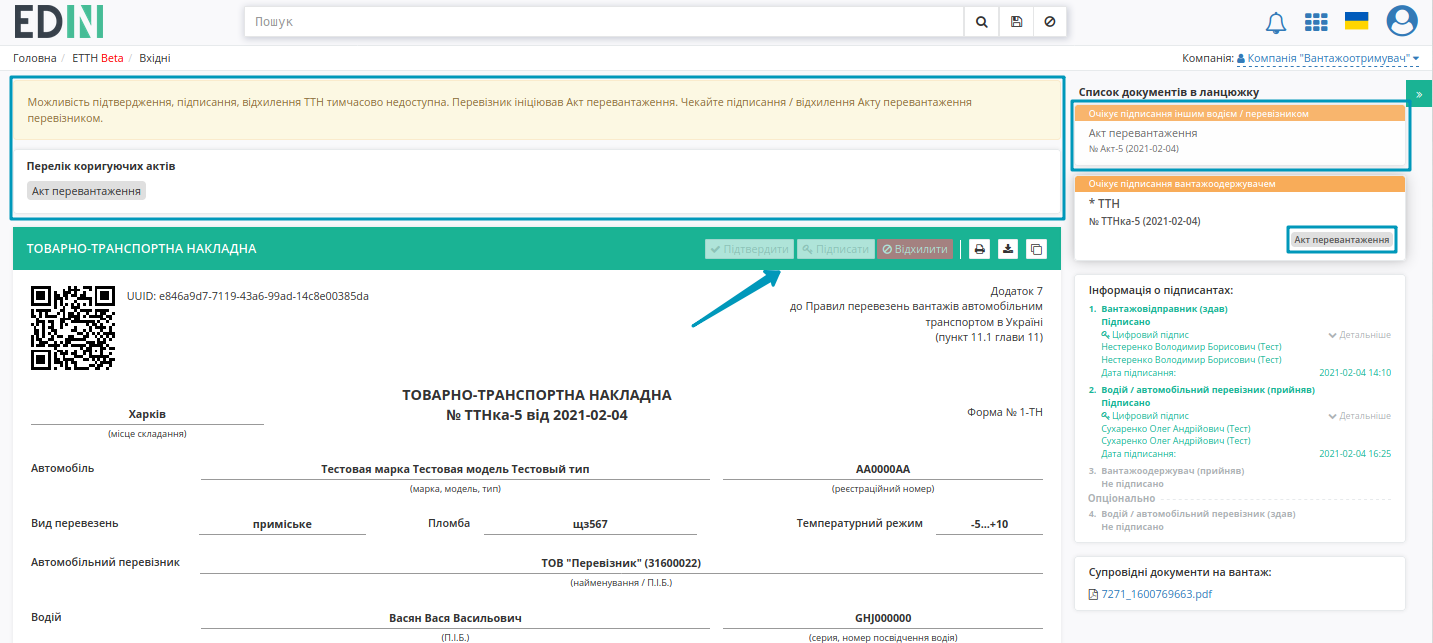 EDIN
Пошук
Головна / ЕТТН Beta / Вхідні
Компанія: Компанія "Вантажоотримувач"
Можливість підтвердження, підписання, відхилення ТТН тимчасово недоступна. Перевізник ініціював Акт перевантаження. Чекайте підписання / відхилення Акту перевантаження
перевізником.
Перелік коригуючих актів
Акт перевантаження
Список документів в ланцюжку
»
Очікує підписання іншим водієм / перевізником
Акт перевантаження
№ Акт-5 (2021-02-04)
Очікує підписання вантажоодержувачем
* ТТН
№ ТТНка-5 (2021-02-04)
Акт перевантаження
ТОВАРНО-ТРАНСПОРТНА НАКЛАДНА
Підтвердити
Підписати
Відхилити
UUID: e846a9d7-7119-43a6-99ad-14c8e00385da
Додаток 7
до Правил перевезень вантажів автомобільним
транспортом в Україні
(пункт 11.1 глави 11)
ТОВАРНО-ТРАНСПОРТНА НАКЛАДНА
№ ТТНка-5 від 2021-02-04
Харків
(місце складання)
Форма № 1-ТН
Автомобіль
Тестовая марка Тестовая модель Тестовый тип
(марка, модель, тип)
АА0000АА
(реєстраційний номер)
Вид перевезень
приміське
Пломба
щз567
Температурний режим
-5...+10
Автомобільний перевізник
ТОВ "Перевізник" (31600022)
(найменування / П.І.Б.)
Водій
Васян Вася Васильович
(П.І.Б.)
GHJ000000
(серія, номер посвідчення водія)
Інформація о підписантах:
1. Вантажовідправник (здав)
Підписано
Цифровий підпис
Детальніше
Нестеренко Володимир Борисович (Тест)
Нестеренко Володимир Борисович (Тест)
Дата підписання: 2021-02-04 14:10
2. Водій / автомобільний перевізник (прийняв)
Підписано
Цифровий підпис
Детальніше
Сухаренко Олег Андрійович (Тест)
Сухаренко Олег Андрійович (Тест)
Дата підписання: 2021-02-04 16:25
3. Вантажоодержувач (прийняв)
Не підписано
Опціонально
4. Водій / автомобільний перевізник (здав)
Не підписано
Супровідні документи на вантаж:
7271_1600769663.pdf